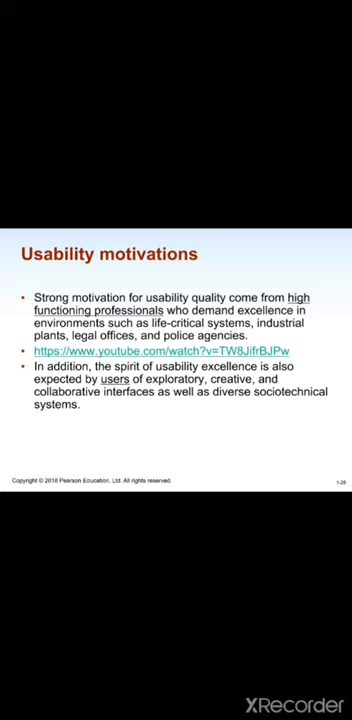 Usability motivations
• Strong motivation for usability quality come from high
functioning professionals who demand excellence in
environments such as life-critical systems, industrial
plants, legal offices, and police agencies.
• https://www.youtube.com/watch?v=TW8JifrBJPw
• In addition, the spirit of usability excellence is also
expected by users of exploratory, creative, and
collaborative interfaces as well as diverse sociotechnical
systems.
Copyright © 2018 Pearson Education, Ltd. All rights reserved.
1-28
XRecorder